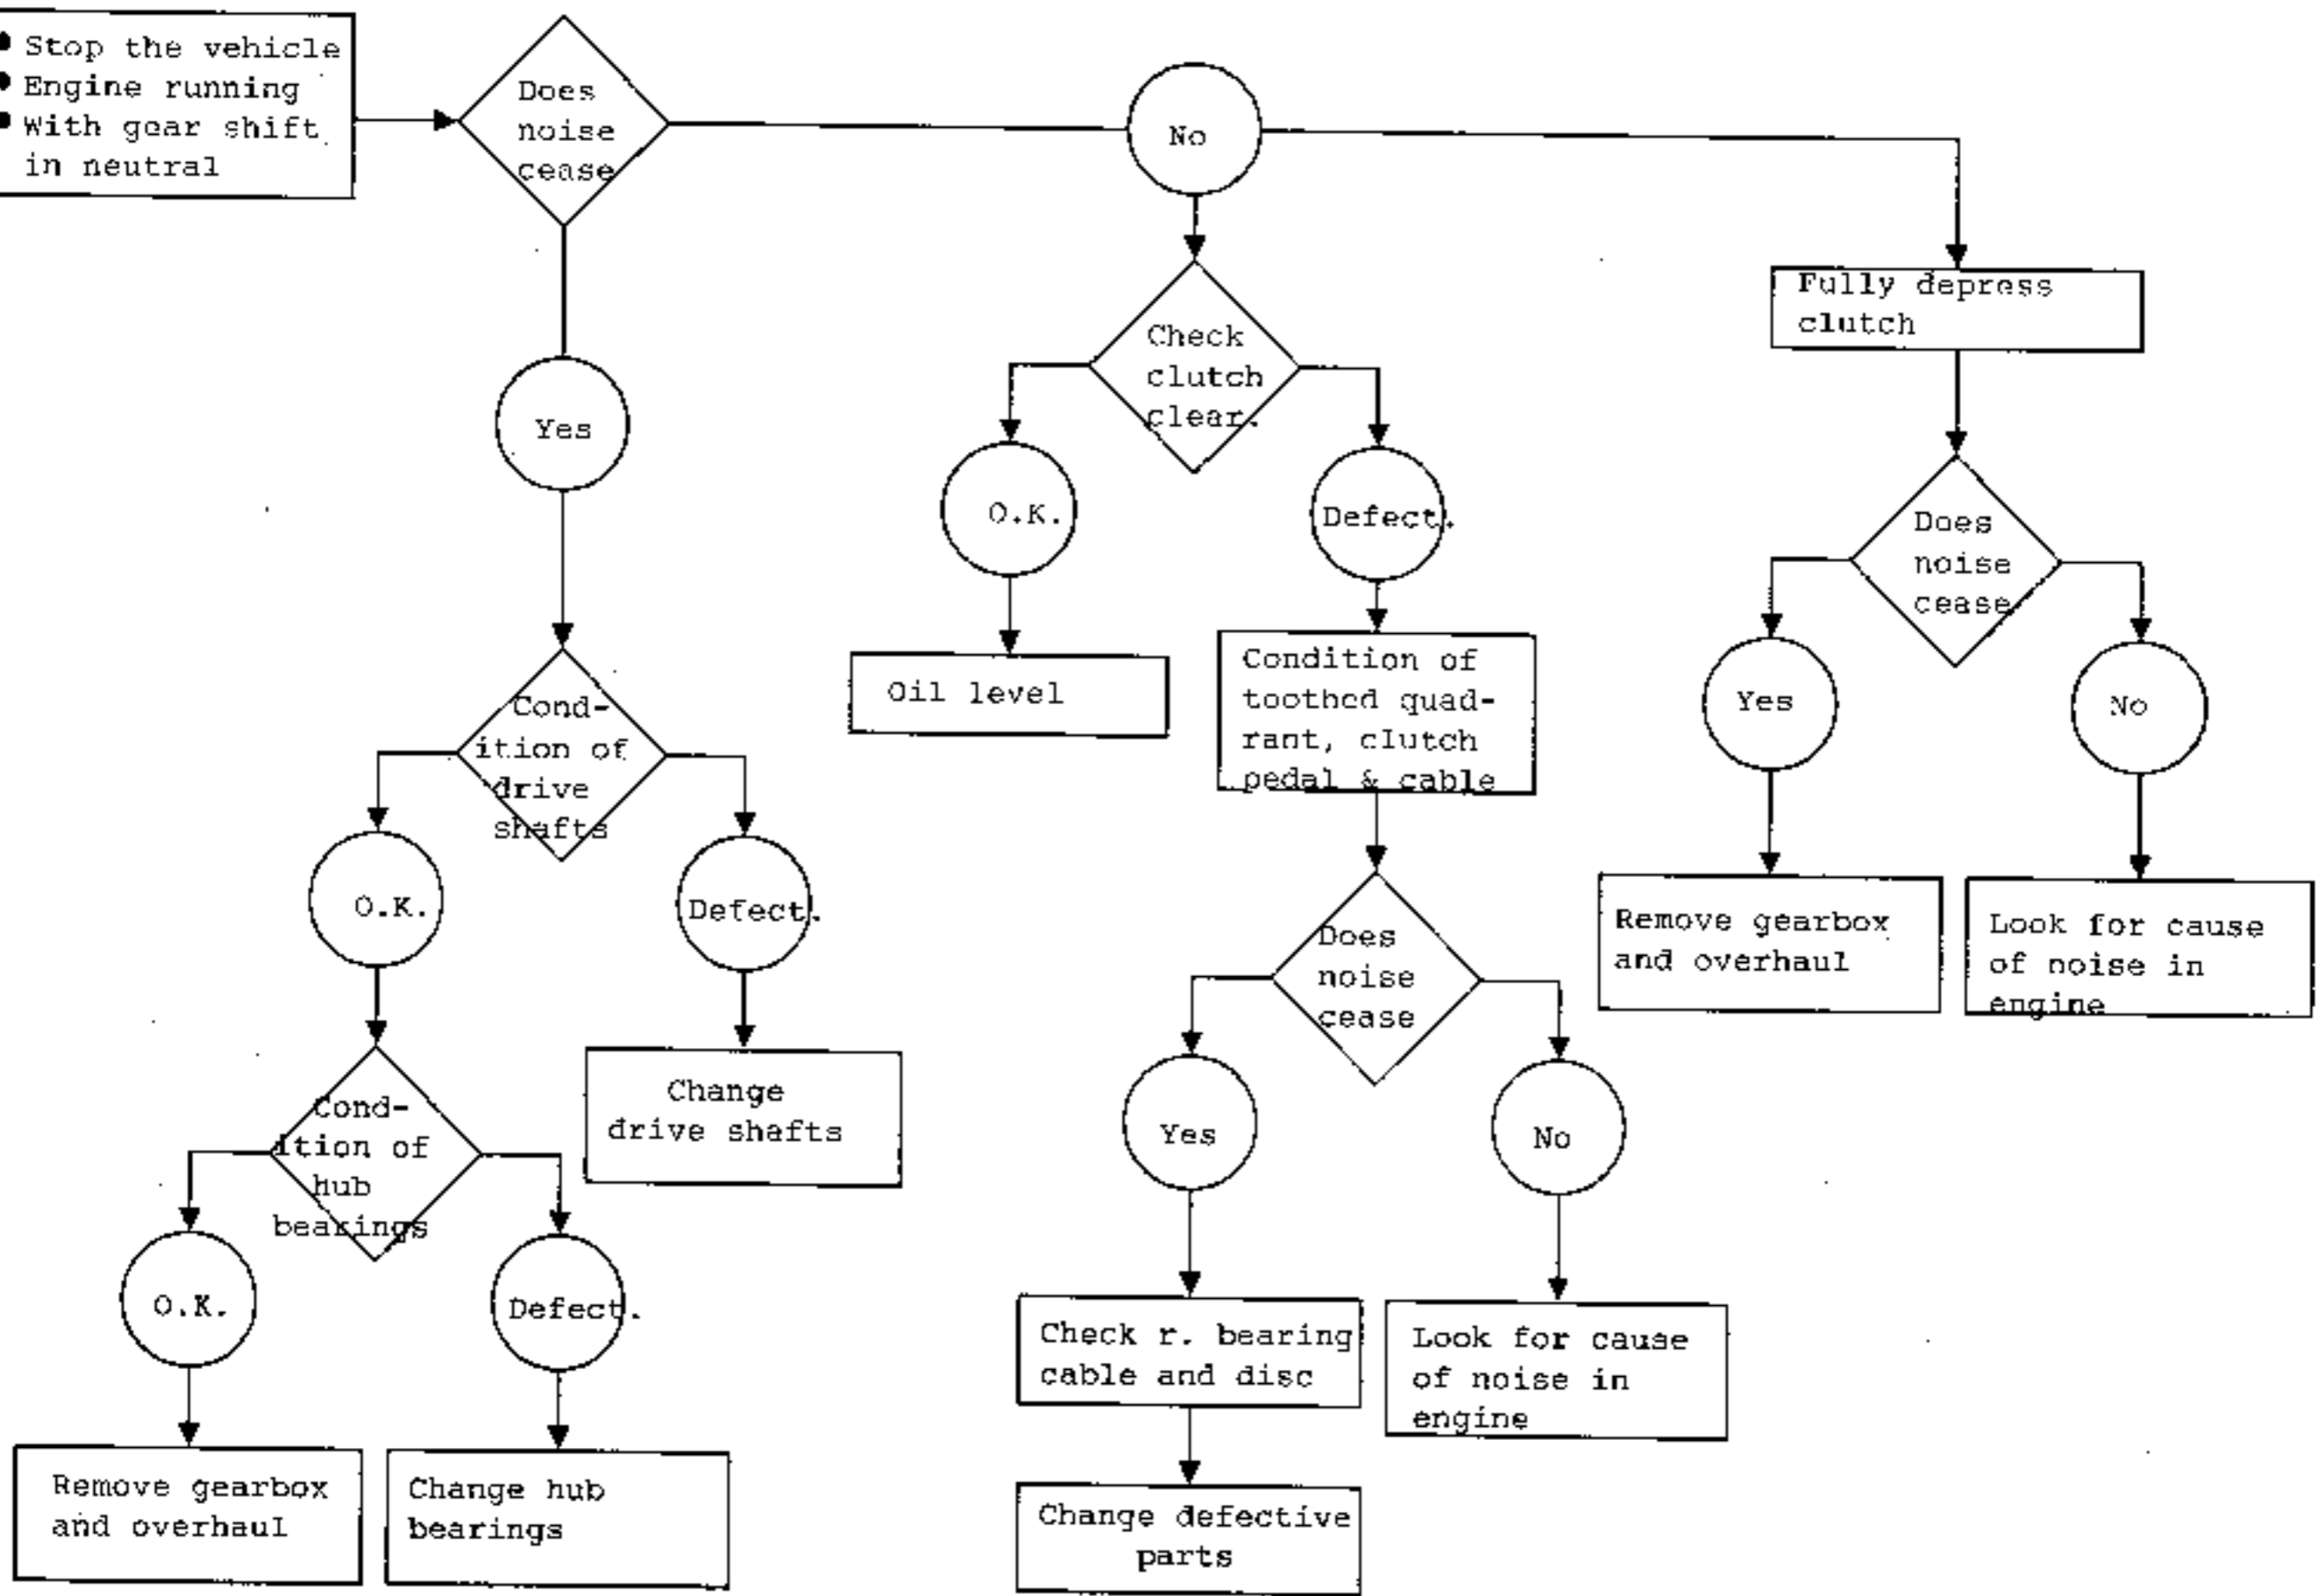 • Stop the vehicle
• Engine running
• With gear shift
in neutral
Does
noise
cease
No
Yes
Check
clutch
clear.
Fully depress
clutch
O.K.
Defect.
Does
noise
cease
Oil level
Condition of
toothed quad-
rant, clutch
pedal & cable
Yes
No
Cond-
ition of
drive
shafts
O.K.
Defect.
Does
noise
cease
Remove gearbox
and overhaul
Look for cause
of noise in
engine
Cond-
ition of
hub
bearings
Change
drive shafts
Yes
No
O.K.
Defect.
Check r. bearing
cable and disc
Look for cause
of noise in
engine
Remove gearbox
and overhaul
Change hub
bearings
Change defective
parts